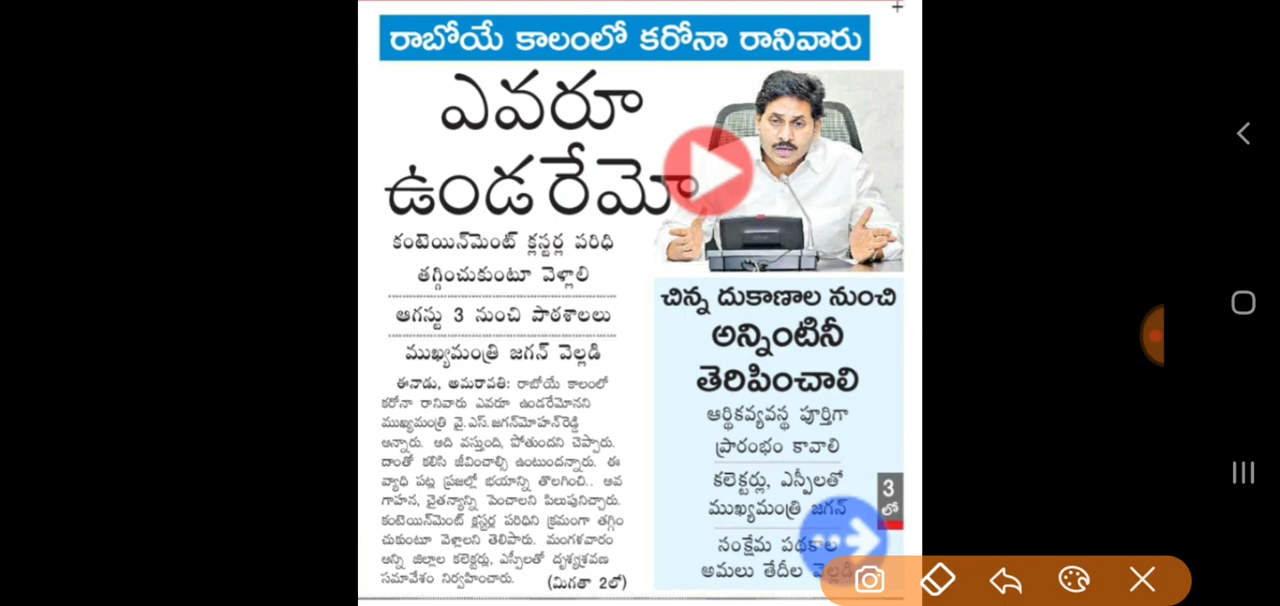 రాబోయే కాలంలో కరోనా రానివారు
ఎవరూ
ఉండరేమో
కంటెయిన్‌మెంట్ క్లస్టర్ల పరిధి
తగ్గించుకుంటూ వెళ్లాలి
ఆగస్టు 3 నుంచి పాఠశాలలు
ముఖ్యమంత్రి జగన్ వెల్లడి
ఈనాడు, అమరావతి: రాబోయే కాలంలో
కరోనా రానివారు ఎవరూ ఉండరేమోనని
ముఖ్యమంత్రి వై.ఎస్.జగన్‌మోహన్‌రెడ్డి
అన్నారు. అది వస్తుంది, పోతుందని చెప్పారు.
దాంతో కలిసి జీవించాల్సి ఉంటుందన్నారు. ఈ
వ్యాధి పట్ల ప్రజల్లో భయాన్ని తొలగించి.. అవ
గాహన, చైతన్యాన్ని పెంచాలని పిలుపునిచ్చారు.
కంటెయిన్‌మెంట్ క్లస్టర్ల పరిధిని క్రమంగా తగ్గిం
చుకుంటూ వెళ్లాలని తెలిపారు. మంగళవారం
అన్ని జిల్లాల కలెక్టర్లు, ఎస్పీలతో దృశ్యశ్రవణ
సమావేశం నిర్వహించారు. (మిగతా 2లో)
చిన్న దుకాణాల నుంచి
అన్నింటినీ
తెరిపించాలి
ఆర్థికవ్యవస్థ పూర్తిగా
ప్రారంభం కావాలి
కలెక్టర్లు, ఎస్పీలతో
ముఖ్యమంత్రి జగన్
3
లో
సంక్షేమ పథకాల
అమలు తేదీల వెల్లడి